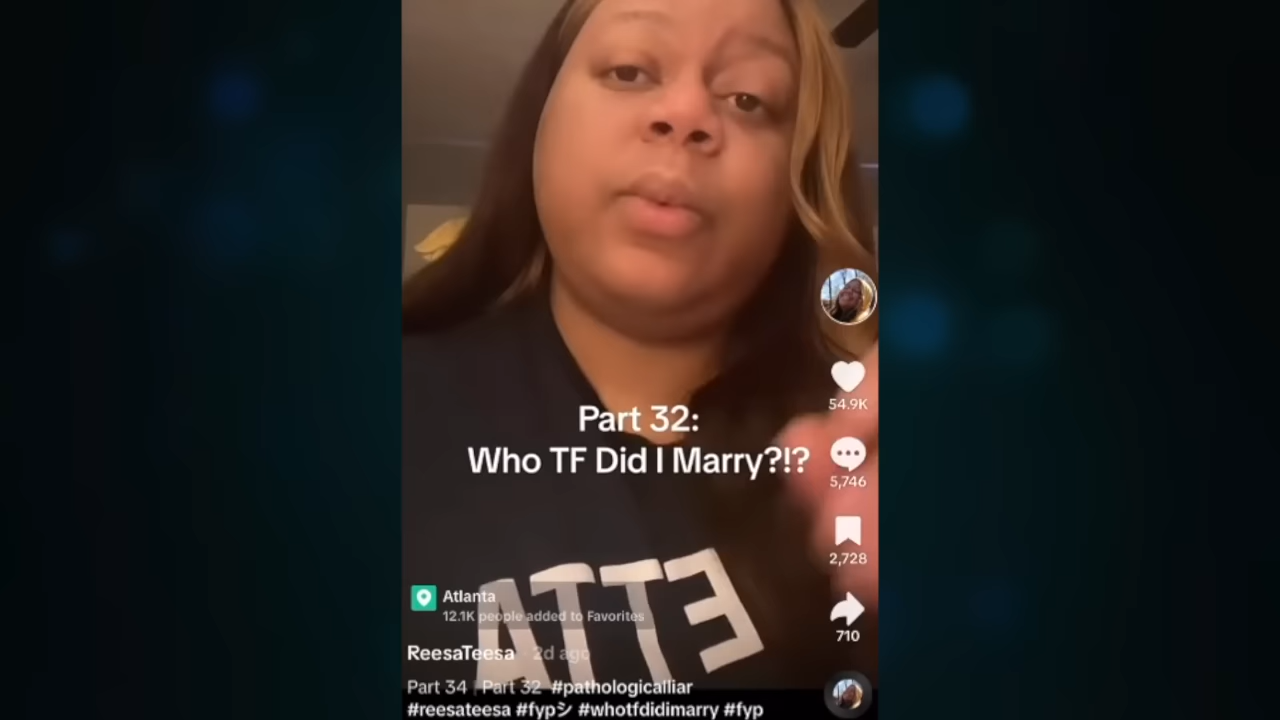 Part 32:
Who TF Did I Marry?!?
54.9K
5,746
2,728
710
ATTE
Atlanta
12.1K people added to Favorites
ReesaTeesa · 2d ago
Part 34 | Part 32 #pathologicalliar
#reesateesa #fypシ #whotfdidimarry #fyp